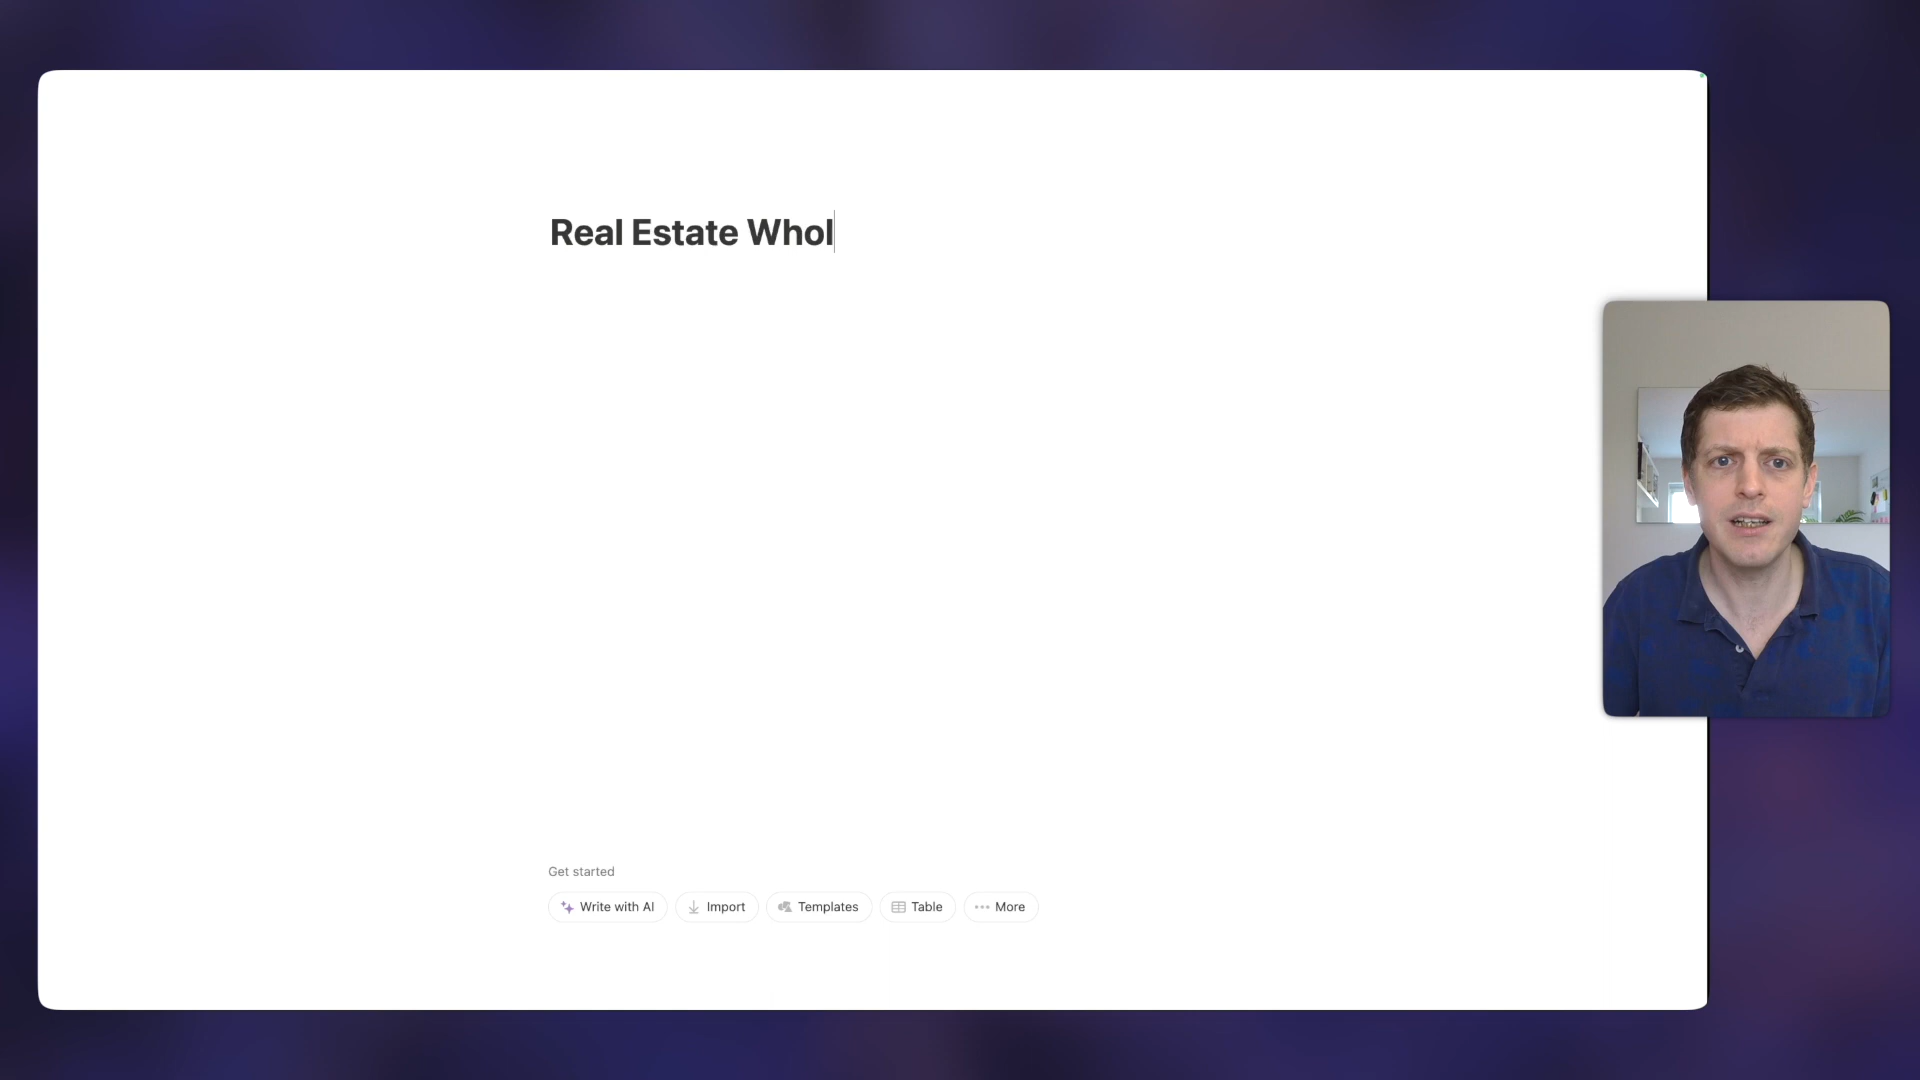 Real Estate Whol
Get started
Write with AI
Import
Templates
Table
More